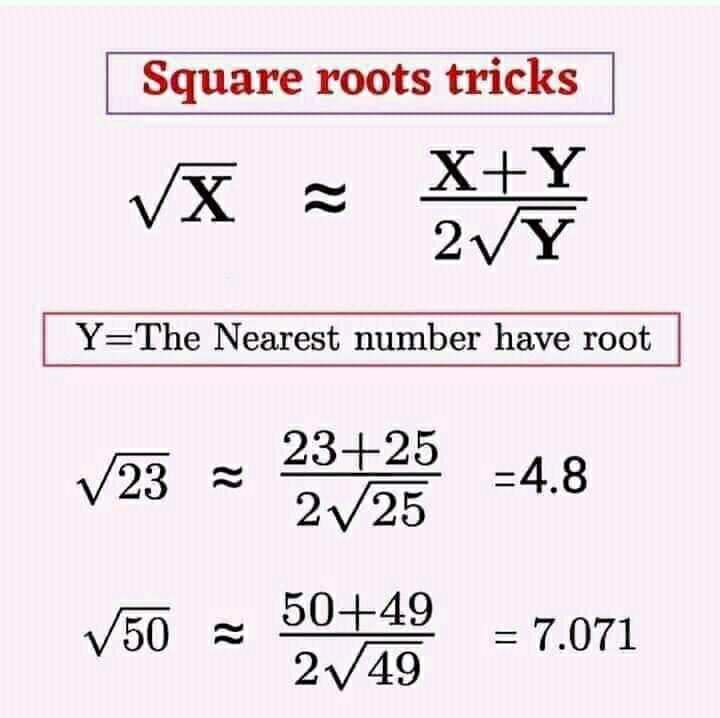 Square roots tricks
√X ≈ X+Y / 2√Y
Y=The Nearest number have root
√23 ≈ 23+25 / 2√25 =4.8
√50 ≈ 50+49 / 2√49 = 7.071